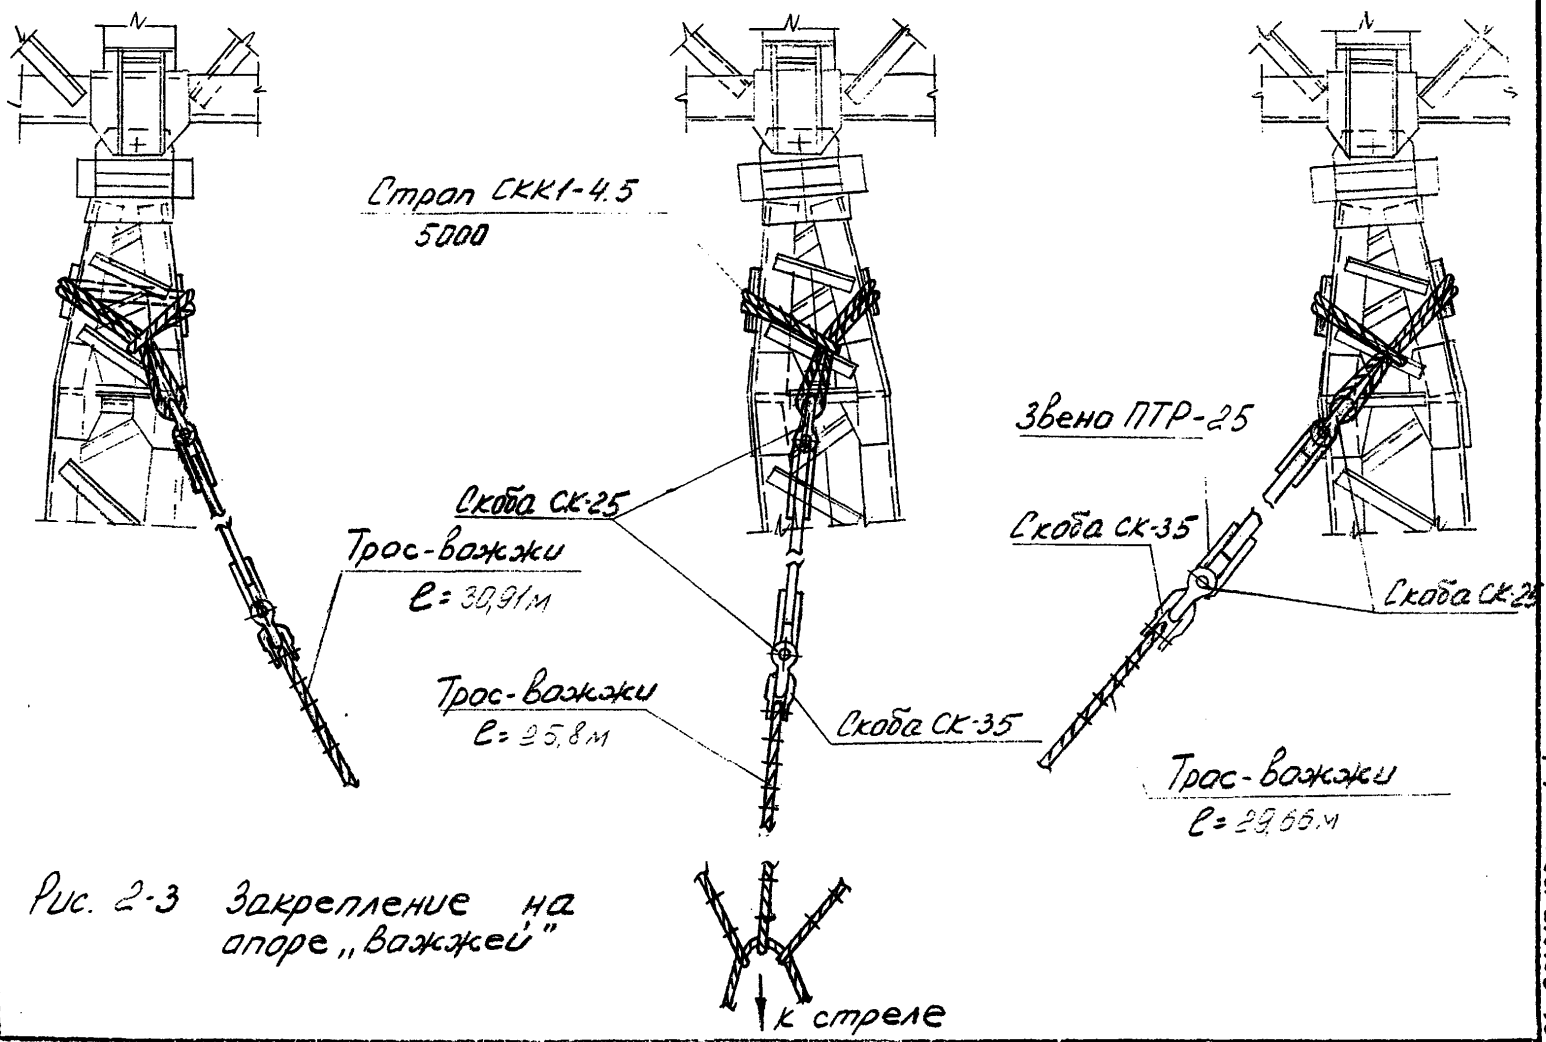 Строп СКК1-4.5
5000
Звено ПТР-25
Скоба СК-25
Скоба СК-35
Трос-важжи
ℓ= 30,91м
Скоба СК-25
Трос-важжи
ℓ= 25,8м
Скоба СК-35
Трос-важжи
ℓ= 29,66м
Рис. 2-3 Закрепление на
опоре „Важжей"
к стреле